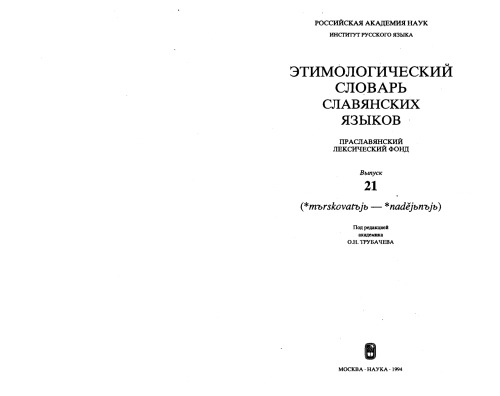 РОССИЙСКАЯ АКАДЕМИЯ НАУК
ИНСТИТУТ РУССКОГО ЯЗЫКА
ЭТИМОЛОГИЧЕСКИЙ
СЛОВАРЬ
СЛАВЯНСКИХ
ЯЗЫКОВ
ПРАСЛАВЯНСКИЙ
ЛЕКСИЧЕСКИЙ ФОНД
Выпуск
21
(*mъrskovatъjь — *nadějьnъjь)
Под редакцией
академика
О.Н. ТРУБАЧЕВА
МОСКВА · НАУКА · 1994